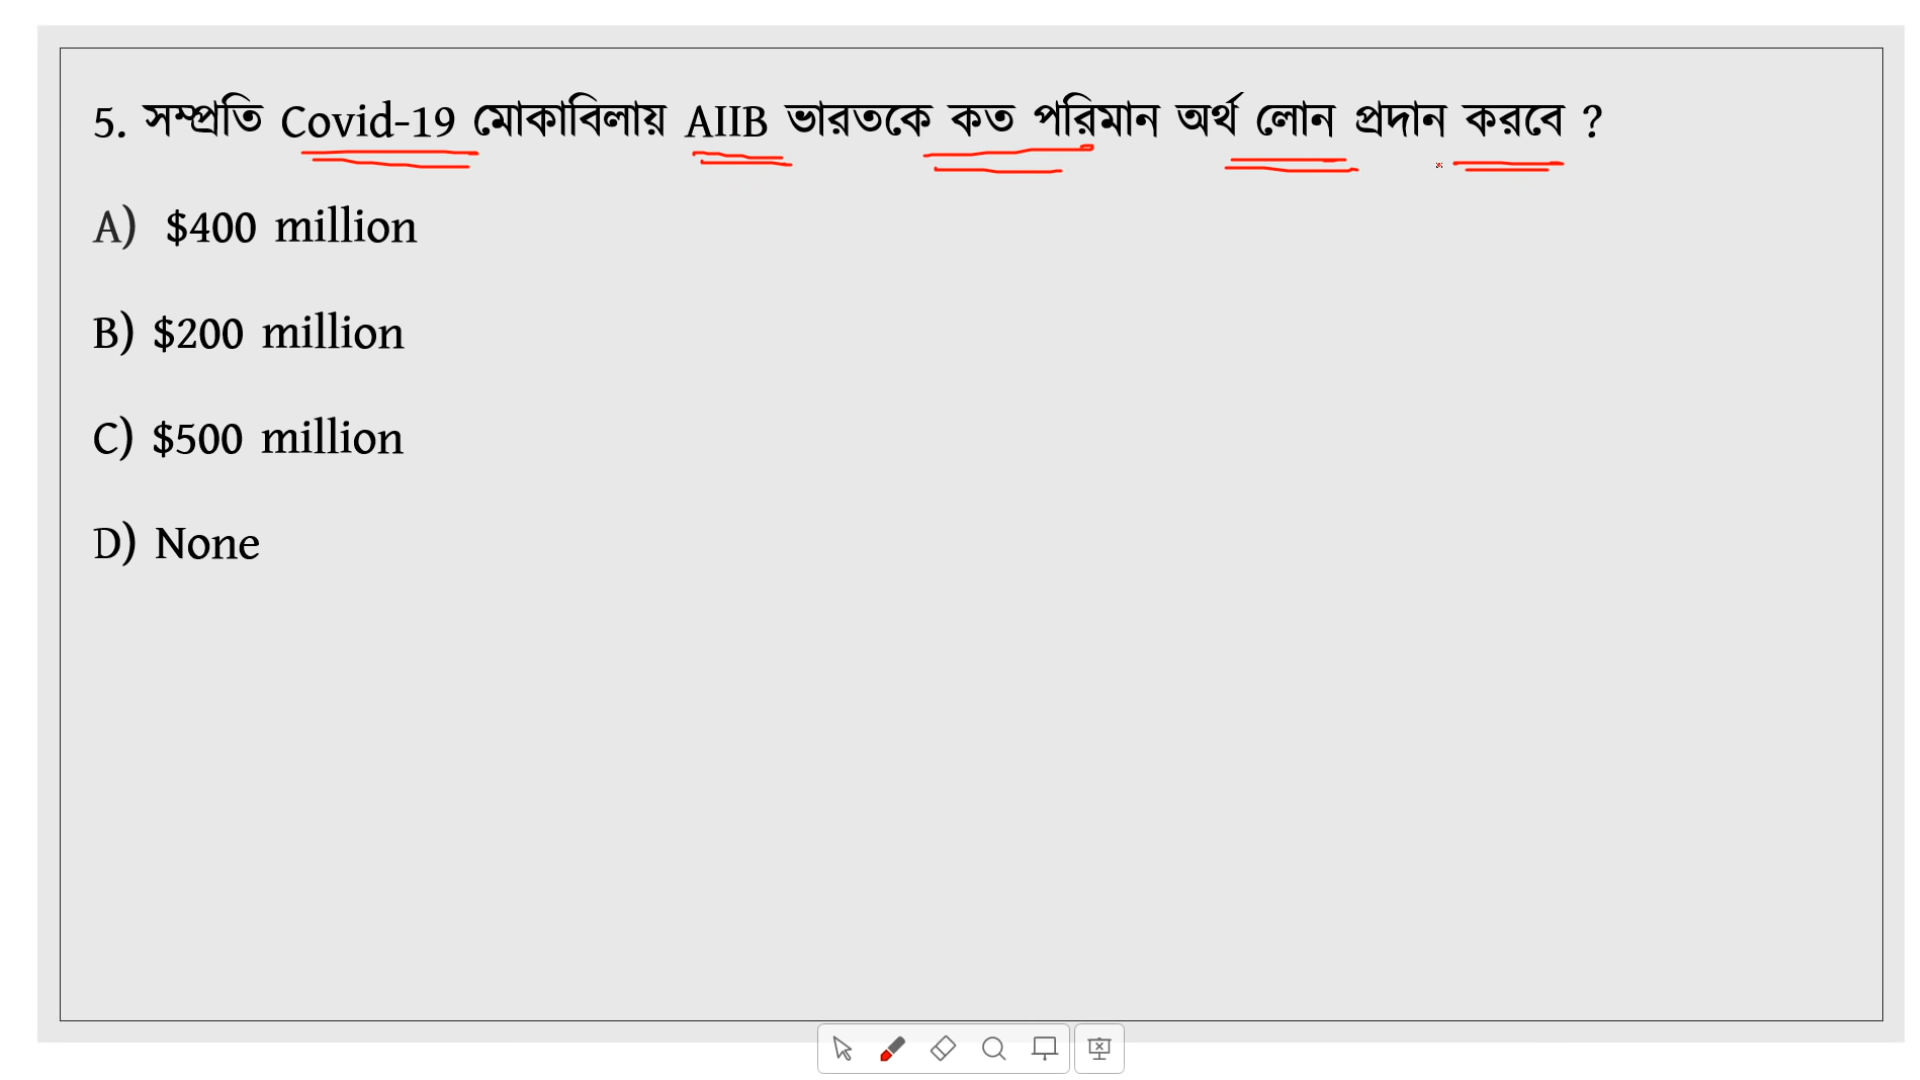 5. সম্প্রতি Covid-19 মোকাবিলায় AIIB ভারতকে কত পরিমান অর্থ লোন প্রদান করবে ?
A) $400 million
B) $200 million
C) $500 million
D) None